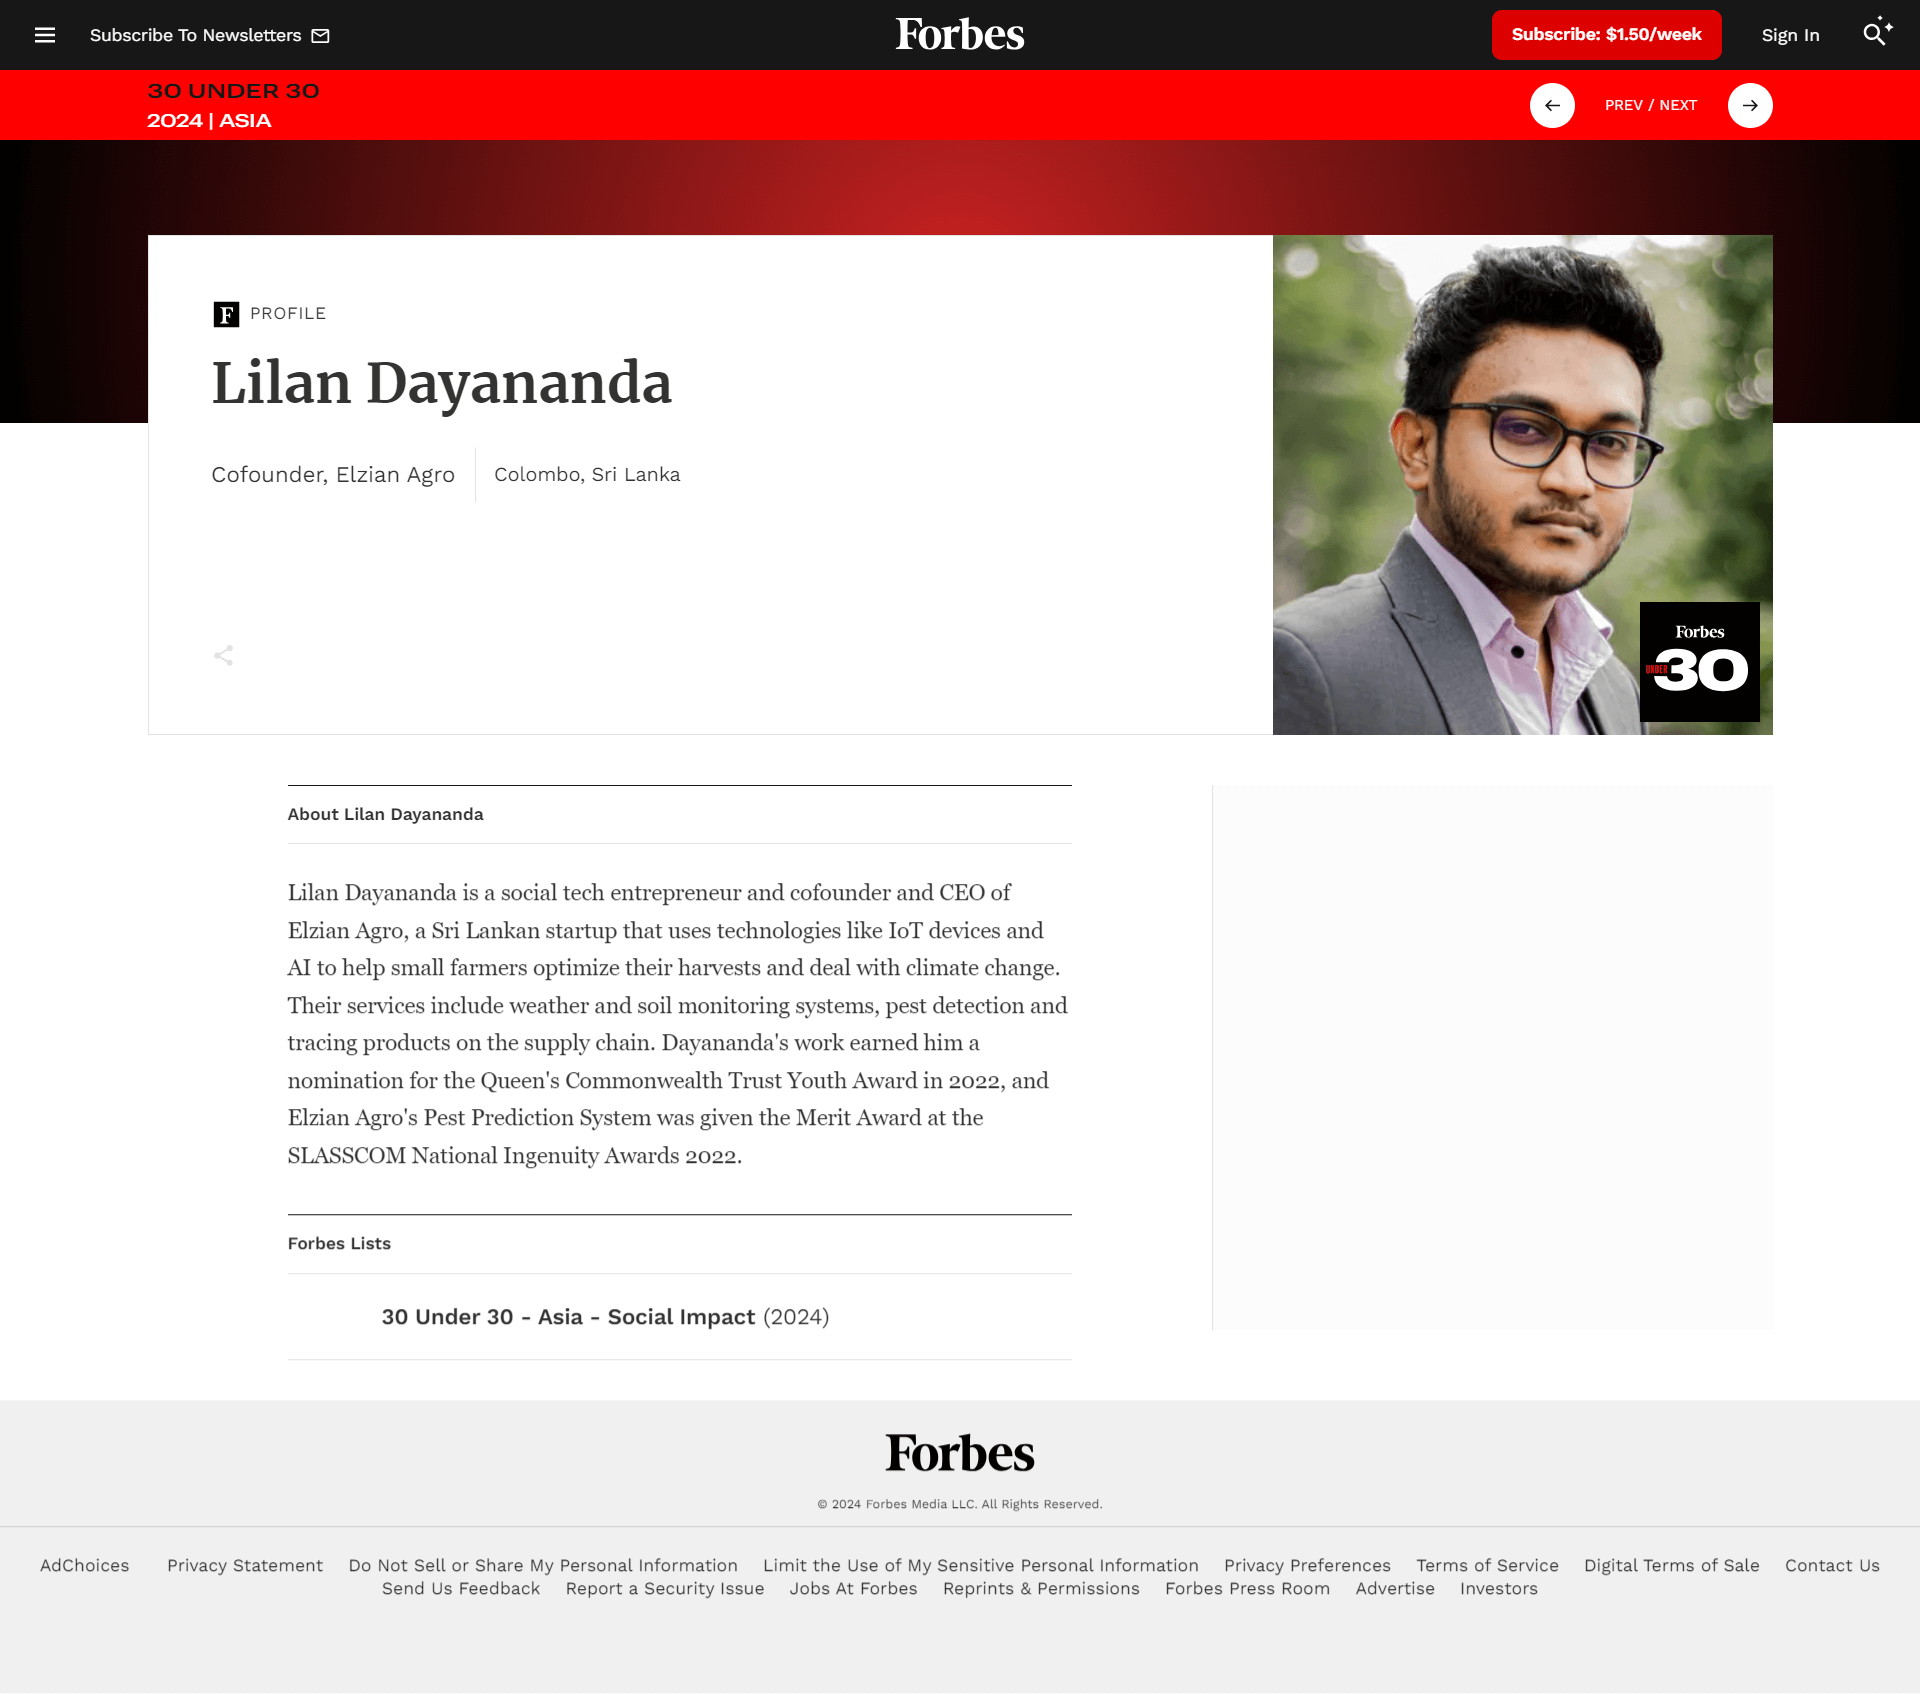 Subscribe To Newsletters
Forbes
Subscribe: $1.50/week
Sign In
30 UNDER 30
2024 | ASIA
PREV / NEXT
F PROFILE
Lilan Dayananda
Cofounder, Elzian Agro
Colombo, Sri Lanka
Forbes
UNDER
30
About Lilan Dayananda
Lilan Dayananda is a social tech entrepreneur and cofounder and CEO of
Elzian Agro, a Sri Lankan startup that uses technologies like IoT devices and
AI to help small farmers optimize their harvests and deal with climate change.
Their services include weather and soil monitoring systems, pest detection and
tracing products on the supply chain. Dayananda's work earned him a
nomination for the Queen's Commonwealth Trust Youth Award in 2022, and
Elzian Agro's Pest Prediction System was given the Merit Award at the
SLASSCOM National Ingenuity Awards 2022.
Forbes Lists
30 Under 30 - Asia - Social Impact (2024)
Forbes
© 2024 Forbes Media LLC. All Rights Reserved.
AdChoices Privacy Statement Do Not Sell or Share My Personal Information Limit the Use of My Sensitive Personal Information Privacy Preferences Terms of Service Digital Terms of Sale Contact Us
Send Us Feedback Report a Security Issue Jobs At Forbes Reprints & Permissions Forbes Press Room Advertise Investors